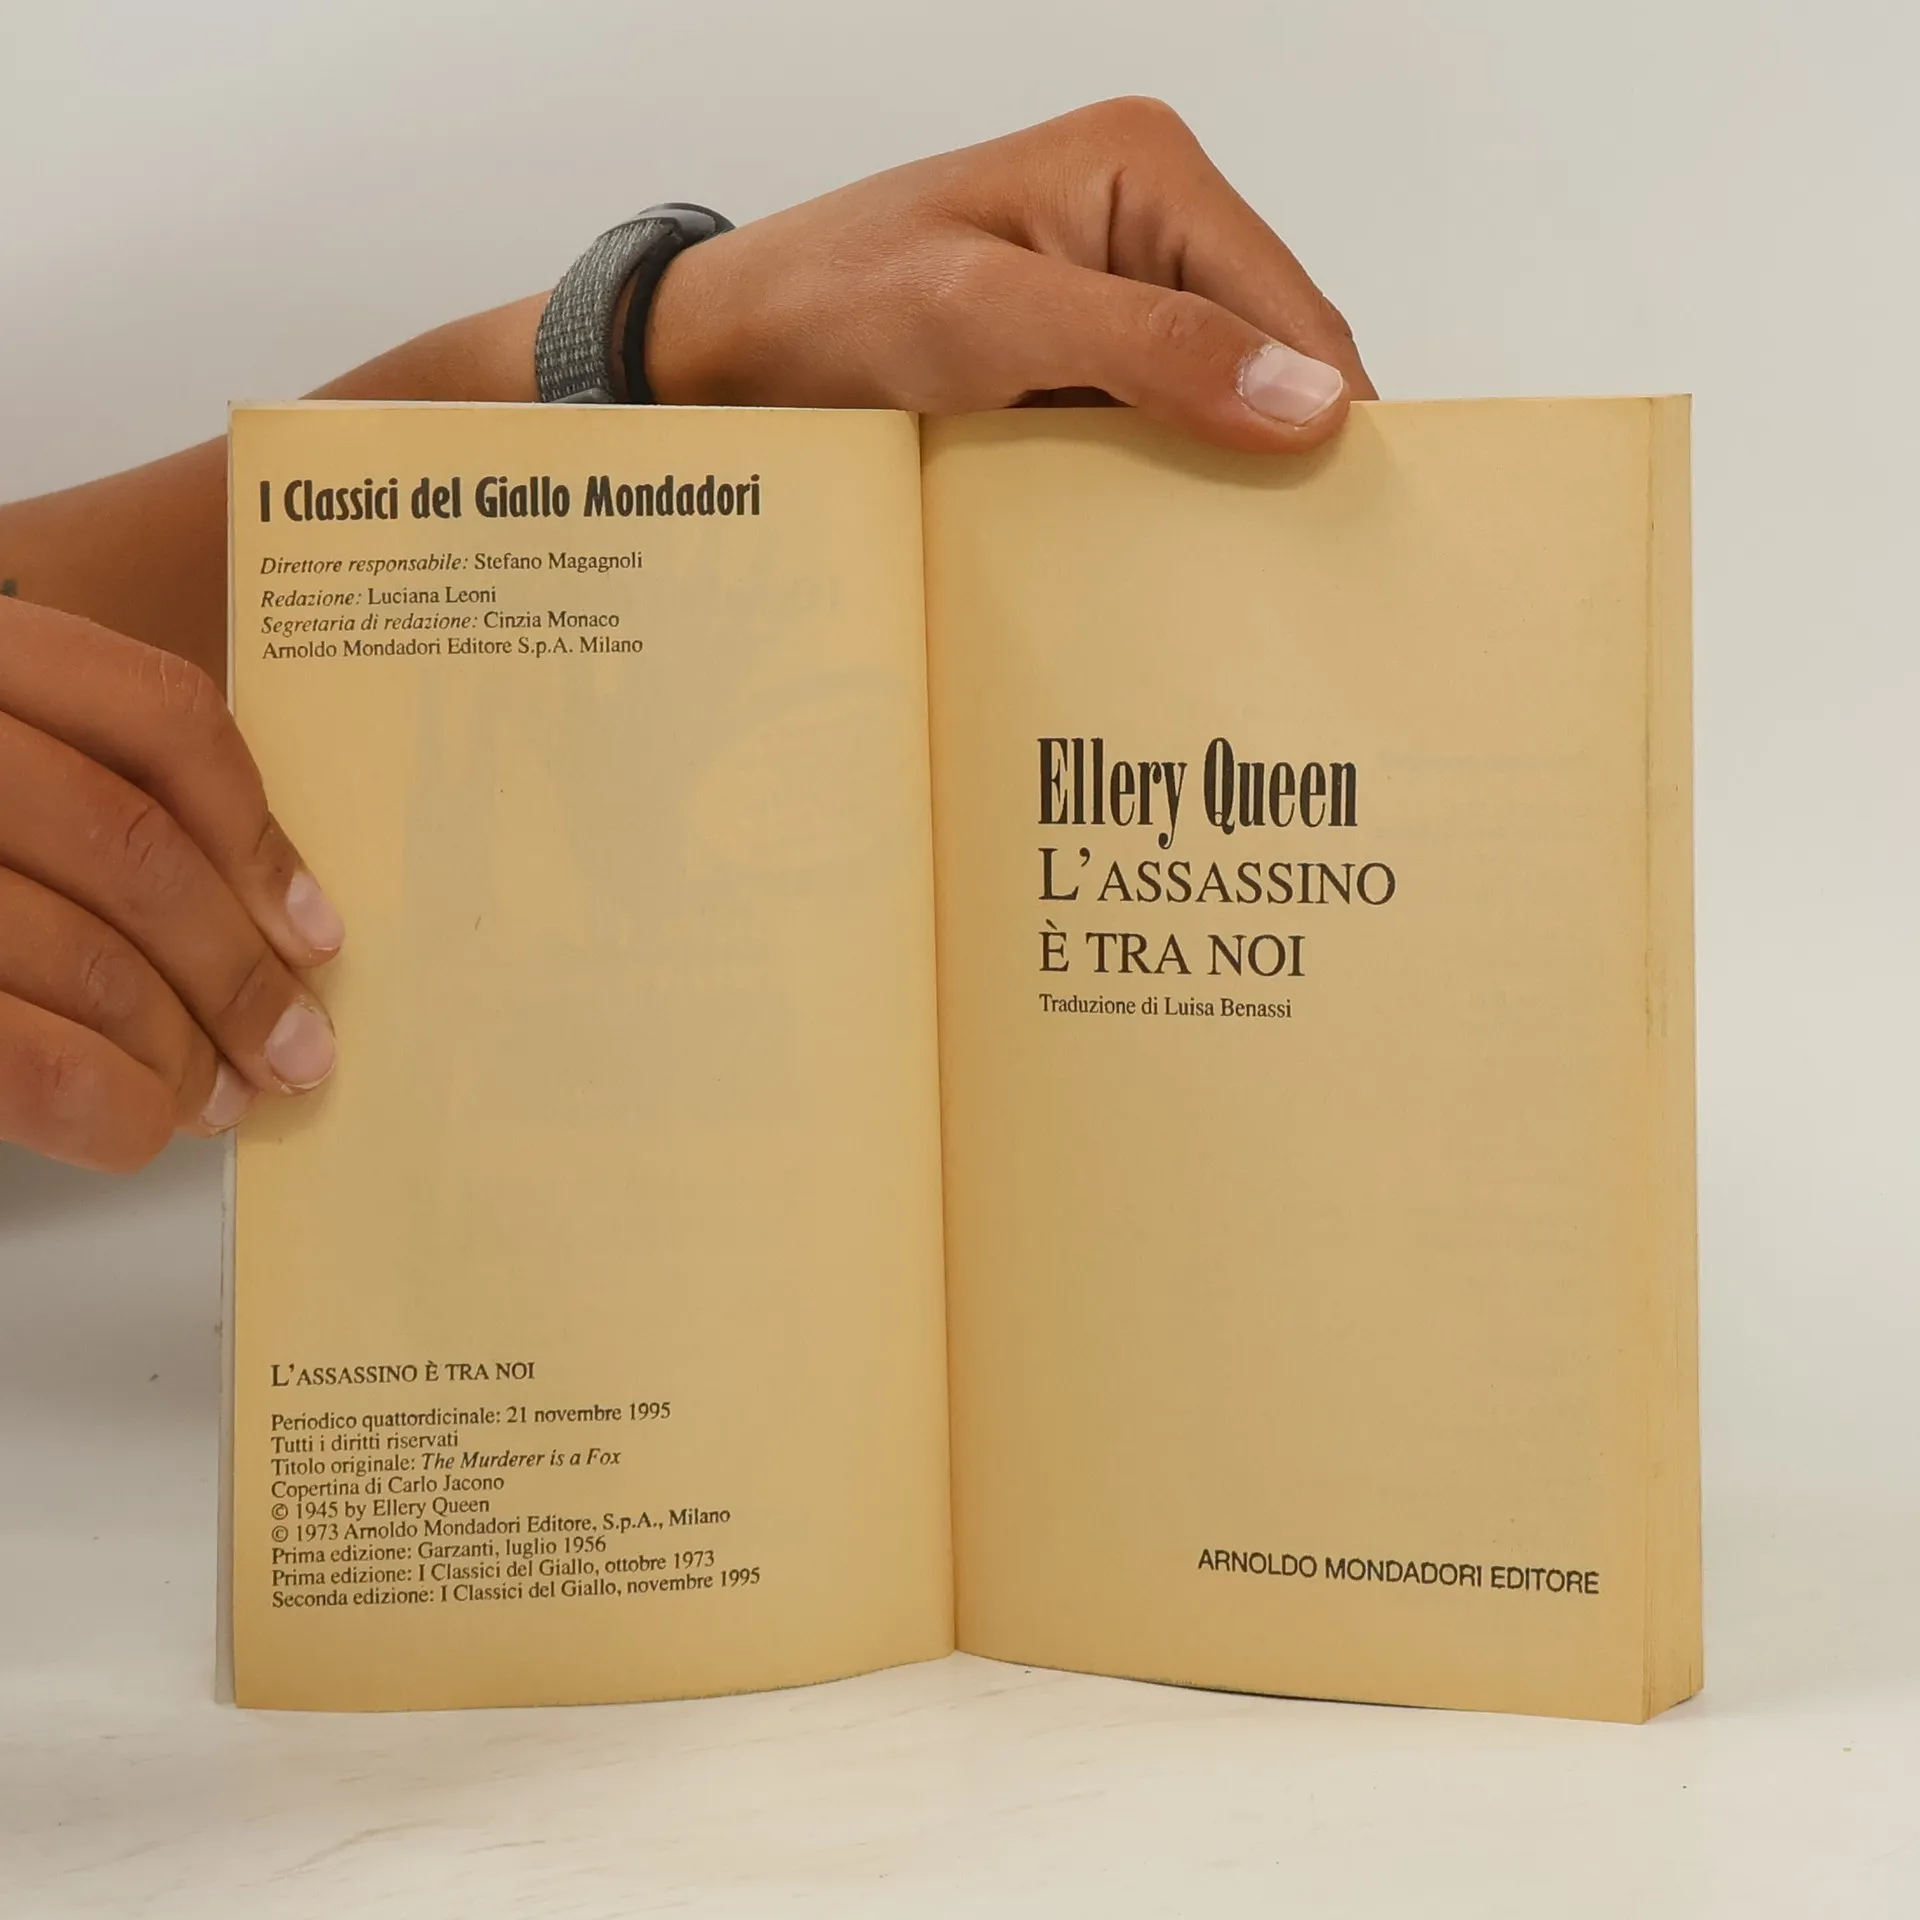 I Classici del Giallo Mondadori
Direttore responsabile: Stefano Magagnoli
Redazione: Luciana Leoni
Segretaria di redazione: Cinzia Monaco
Arnoldo Mondadori Editore S.p.A. Milano
L'ASSASSINO È TRA NOI
Periodico quattordicinale: 21 novembre 1995
Tutti i diritti riservati
Titolo originale: The Murderer is a Fox
Copertina di Carlo Jacono
© 1945 by Ellery Queen
© 1973 Arnoldo Mondadori Editore, S.p.A., Milano
Prima edizione: Garzanti, luglio 1956
Prima edizione: I Classici del Giallo, ottobre 1973
Seconda edizione: I Classici del Giallo, novembre 1995
Ellery Queen
L'ASSASSINO
È TRA NOI
Traduzione di Luisa Benassi
ARNOLDO MONDADORI EDITORE